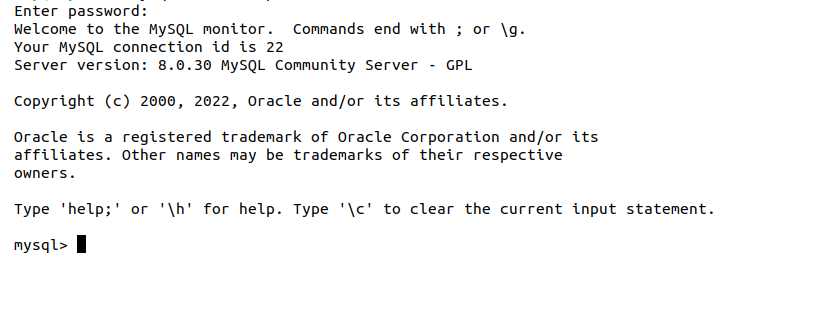 Enter password:
Welcome to the MySQL monitor.  Commands end with ; or \g.
Your MySQL connection id is 22
Server version: 8.0.30 MySQL Community Server - GPL

Copyright (c) 2000, 2022, Oracle and/or its affiliates.

Oracle is a registered trademark of Oracle Corporation and/or its
affiliates. Other names may be trademarks of their respective
owners.

Type 'help;' or '\h' for help. Type '\c' to clear the current input statement.

mysql>